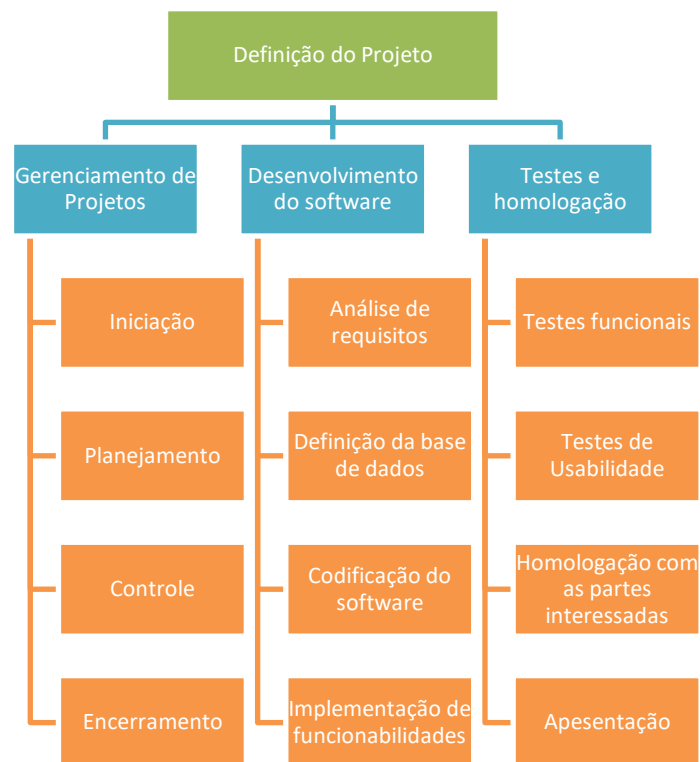 Definição do Projeto
Gerenciamento de
Projetos
Desenvolvimento
do software
Testes e
homologação
Iniciação
Planejamento
Controle
Encerramento
Análise de
requisitos
Definição da base
de dados
Codificação do
software
Implementação de
funcionabilidades
Testes funcionais
Testes de
Usabilidade
Homologação com
as partes
interessadas
Apesentação